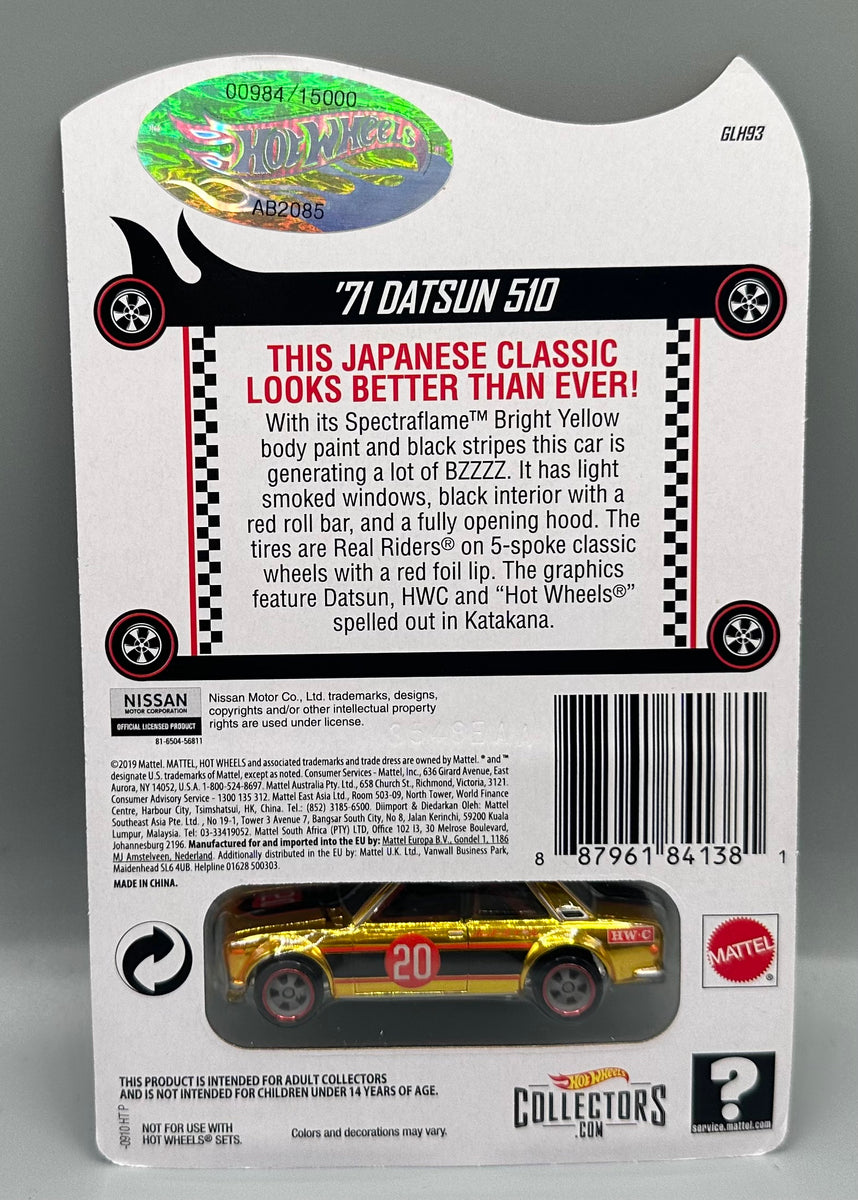 00984/15000
HOT WHEELS
AB2085
GLH93
'71 DATSUN 510
THIS JAPANESE CLASSIC
LOOKS BETTER THAN EVER!
With its Spectraflame™ Bright Yellow
body paint and black stripes this car is
generating a lot of BZZZZ. It has light
smoked windows, black interior with a
red roll bar, and a fully opening hood. The
tires are Real Riders® on 5-spoke classic
wheels with a red foil lip. The graphics
feature Datsun, HWC and “Hot Wheels®”
spelled out in Katakana.
NISSAN
MOTOR CORPORATION
OFFICIAL LICENSED PRODUCT
81-6504-56811
Nissan Motor Co., Ltd. trademarks, designs,
copyrights and/or other intellectual property
rights are used under license.
©2019 Mattel. MATTEL, HOT WHEELS and associated trademarks and trade dress are owned by Mattel. ® and ™
designate U.S. trademarks of Mattel, except as noted. Consumer Services - Mattel, Inc., 636 Girard Avenue, East
Aurora, NY 14052, U.S.A. 1-800-524-8697. Mattel Australia Pty. Ltd., 658 Church St., Richmond, Victoria, 3121.
Consumer Advisory Service - 1300 135 312. Mattel East Asia Ltd., Room 503-09, North Tower, World Finance
Centre, Harbour City, Tsimshatsui, HK, China. Tel.: (852) 3185-6500. Diimport & Diedarkan Oleh: Mattel
Southeast Asia Pte. Ltd. , No 19-1, Tower 3 Avenue 7, Bangsar South City, No 8, Jalan Kerinchi, 59200 Kuala
Lumpur, Malaysia. Tel: 03-33419052. Mattel South Africa (PTY) LTD, Office 102 I3, 30 Melrose Boulevard,
Johannesburg 2196. Manufactured for and imported into the EU by: Mattel Europa B.V., Gondel 1, 1186
MJ Amstelveen, Nederland. Additionally distributed in the EU by: Mattel U.K. Ltd., Vanwall Business Park,
Maidenhead SL6 4UB. Helpline 01628 500303.
MADE IN CHINA.
8 87961 84138 1
20
HW·C
MATTEL®
THIS PRODUCT IS INTENDED FOR ADULT COLLECTORS
AND IS NOT INTENDED FOR CHILDREN UNDER 14 YEARS OF AGE.
-0910 HT P
NOT FOR USE WITH
HOT WHEELS® SETS.
Colors and decorations may vary.
HOT WHEELS
COLLECTORS
.COM
?
service.mattel.com